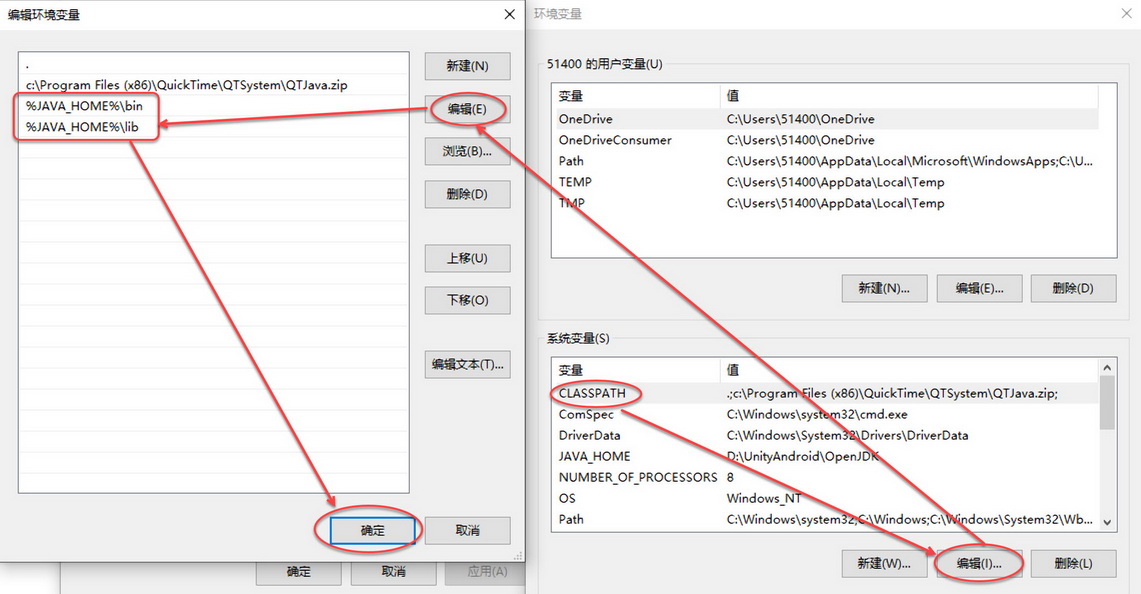 编辑环境变量
.
c:\Program Files (x86)\QuickTime\QTSystem\QTJava.zip
%JAVA_HOME%\bin
%JAVA_HOME%\lib
新建(N)
编辑(E)
浏览(B)...
删除(D)
上移(U)
下移(O)
编辑文本(T)...
确定
取消
确定
取消
应用(A)
环境变量
51400 的用户变量(U)
变量 值
OneDrive C:\Users\51400\OneDrive
OneDriveConsumer C:\Users\51400\OneDrive
Path C:\Users\51400\AppData\Local\Microsoft\WindowsApps;C:\U...
TEMP C:\Users\51400\AppData\Local\Temp
TMP C:\Users\51400\AppData\Local\Temp
新建(N)...
编辑(E)...
删除(D)
系统变量(S)
变量 值
CLASSPATH .;c:\Program Files (x86)\QuickTime\QTSystem\QTJava.zip;
ComSpec C:\Windows\system32\cmd.exe
DriverData C:\Windows\System32\Drivers\DriverData
JAVA_HOME D:\UnityAndroid\OpenJDK
NUMBER_OF_PROCESSORS 8
OS Windows_NT
Path C:\Windows\system32;C:\Windows;C:\Windows\System32\Wb...
新建(W)...
编辑(I)...
删除(L)